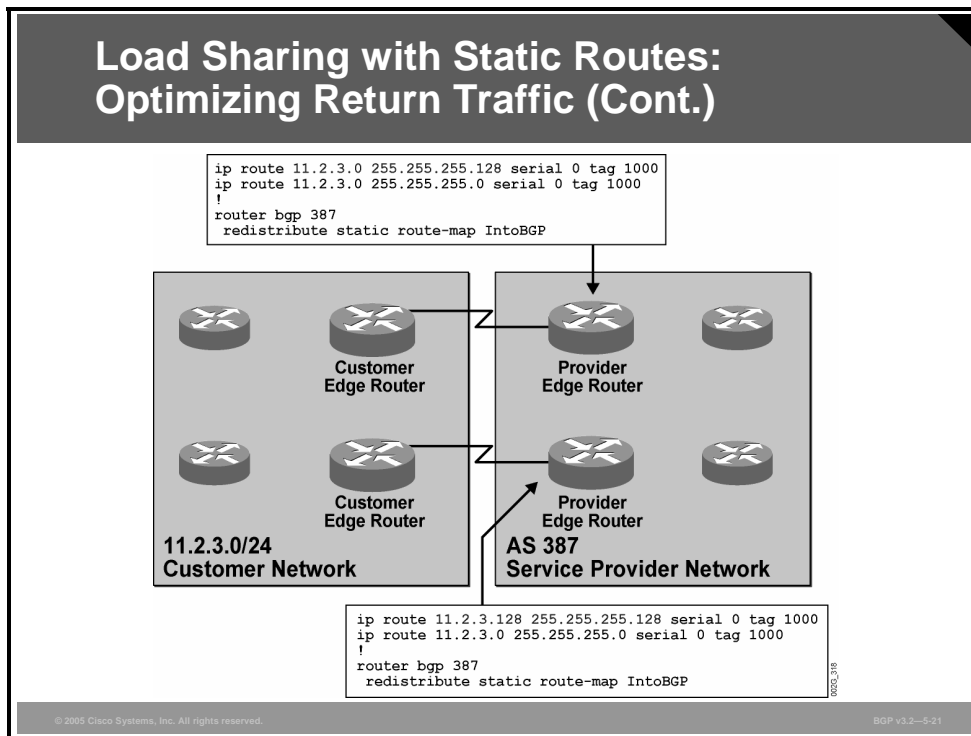 Load Sharing with Static Routes:
Optimizing Return Traffic (Cont.)
ip route 11.2.3.0 255.255.255.128 serial 0 tag 1000
ip route 11.2.3.0 255.255.255.0 serial 0 tag 1000
!
router bgp 387
redistribute static route-map IntoBGP
Customer
Edge Router
Provider
Edge Router
Customer
Edge Router
Provider
Edge Router
11.2.3.0/24
Customer Network
AS 387
Service Provider Network
ip route 11.2.3.128 255.255.255.128 serial 0 tag 1000
ip route 11.2.3.0 255.255.255.0 serial 0 tag 1000
!
router bgp 387
redistribute static route-map IntoBGP
002G_318
© 2005 Cisco Systems, Inc. All rights reserved.
BGP v3.2—5-21